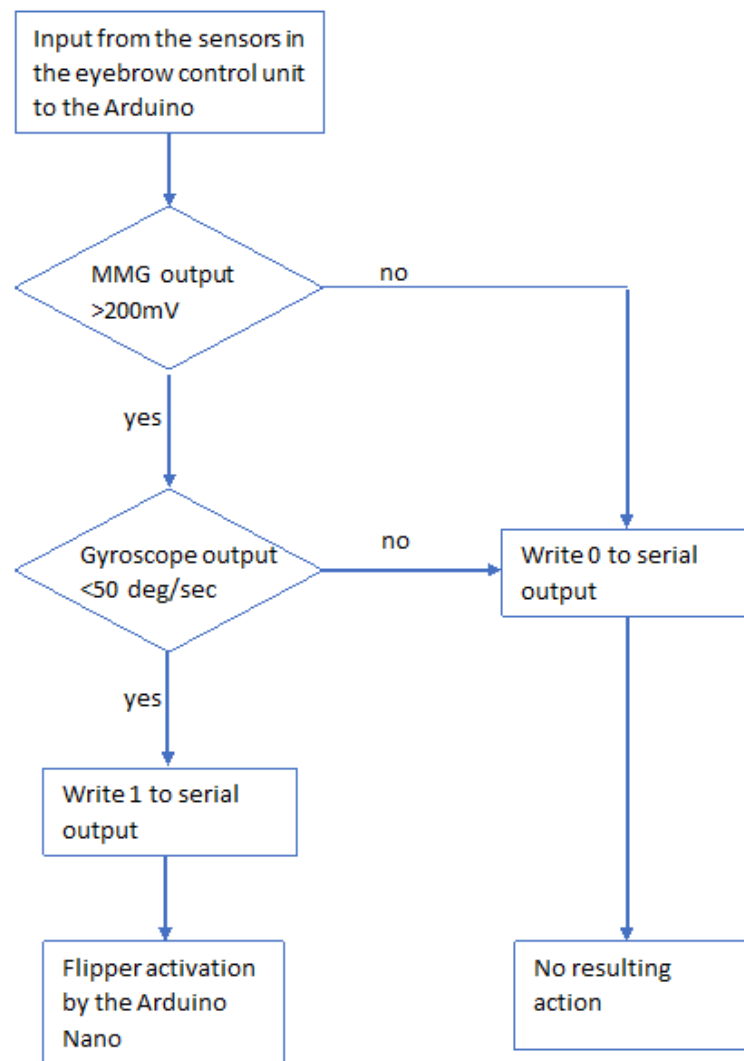 Input from the sensors in
the eyebrow control unit
to the Arduino
MMG output
>200mV
no
yes
Gyroscope output
<50 deg/sec
no
Write 0 to serial
output
yes
Write 1 to serial
output
Flipper activation
by the Arduino
Nano
No resulting
action